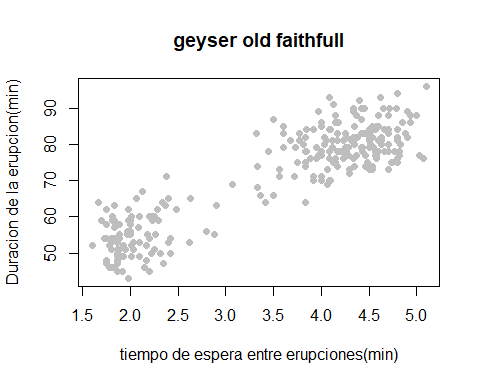 geyser old faithfull
Duracion de la erupcion(min)
90
80
70
60
50
1.5 2.0 2.5 3.0 3.5 4.0 4.5 5.0
tiempo de espera entre erupciones(min)